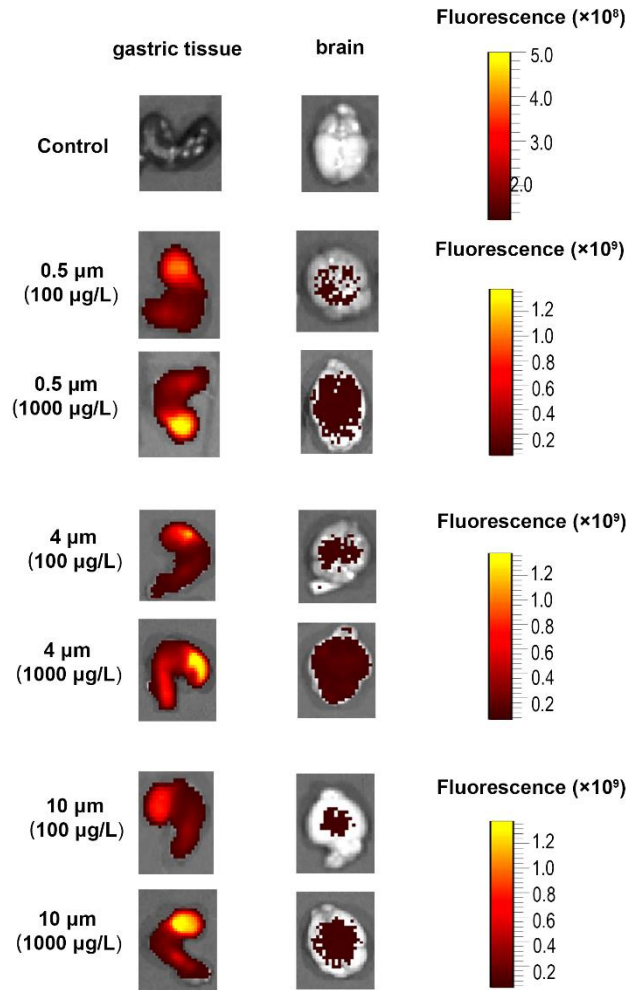 Fluorescence (×10⁸)
gastric tissue brain
5.0
4.0
3.0
2.0
Control
Fluorescence (×10⁹)
0.5 μm
(100 μg/L)
1.2
1.0
0.8
0.6
0.4
0.2
0.5 μm
(1000 μg/L)
Fluorescence (×10⁹)
4 μm
(100 μg/L)
1.2
1.0
0.8
0.6
0.4
0.2
4 μm
(1000 μg/L)
Fluorescence (×10⁹)
10 μm
(100 μg/L)
1.2
1.0
0.8
0.6
0.4
0.2
10 μm
(1000 μg/L)